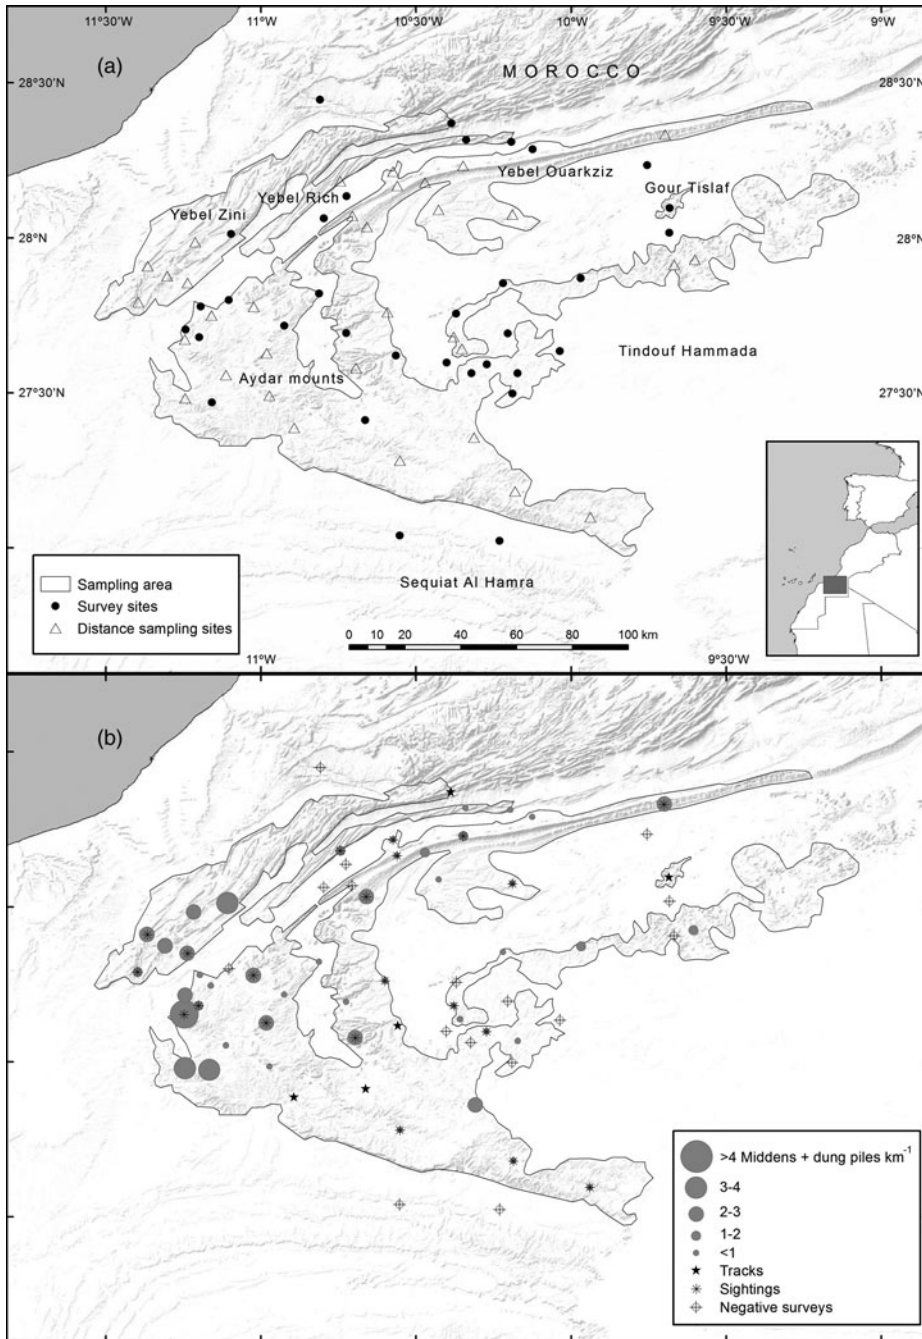 11°30'W
11°W
10°30'W
10°W
9°30'W
9°W
(a)
MOROCCO
28°30'N
28°30'N
Yebel Ouarkziz
Yebel Rich
Gour Tislaf
Yebel Zini
28°N
28°N
Tindouf Hammada
Aydar mounts
27°30'N
27°30'N
Sampling area
Survey sites
Distance sampling sites
Sequiat Al Hamra
0 10 20 40 60 80 100 km
11°W
9°30'W
(b)
>4 Middens + dung piles km⁻¹
3-4
2-3
1-2
<1
Tracks
Sightings
Negative surveys